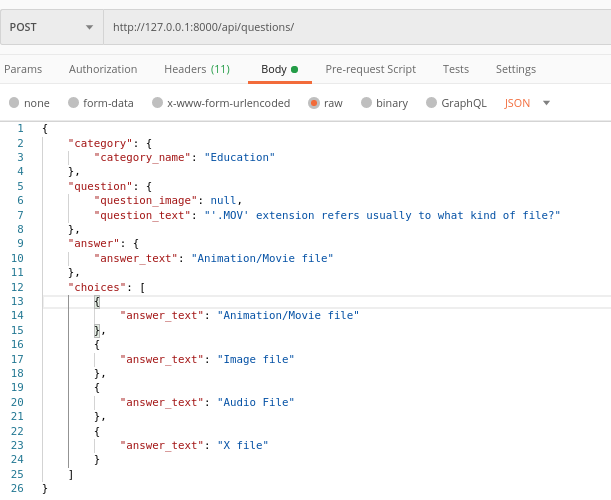 POST http://127.0.0.1:8000/api/questions/
Params Authorization Headers (11) Body Pre-request Script Tests Settings
none form-data x-www-form-urlencoded raw binary GraphQL JSON
1 {
2 "category": {
3 "category_name": "Education"
4 },
5 "question": {
6 "question_image": null,
7 "question_text": "'.MOV' extension refers usually to what kind of file?"
8 },
9 "answer": {
10 "answer_text": "Animation/Movie file"
11 },
12 "choices": [
13 {
14 "answer_text": "Animation/Movie file"
15 },
16 {
17 "answer_text": "Image file"
18 },
19 {
20 "answer_text": "Audio File"
21 },
22 {
23 "answer_text": "X file"
24 }
25 ]
26 }